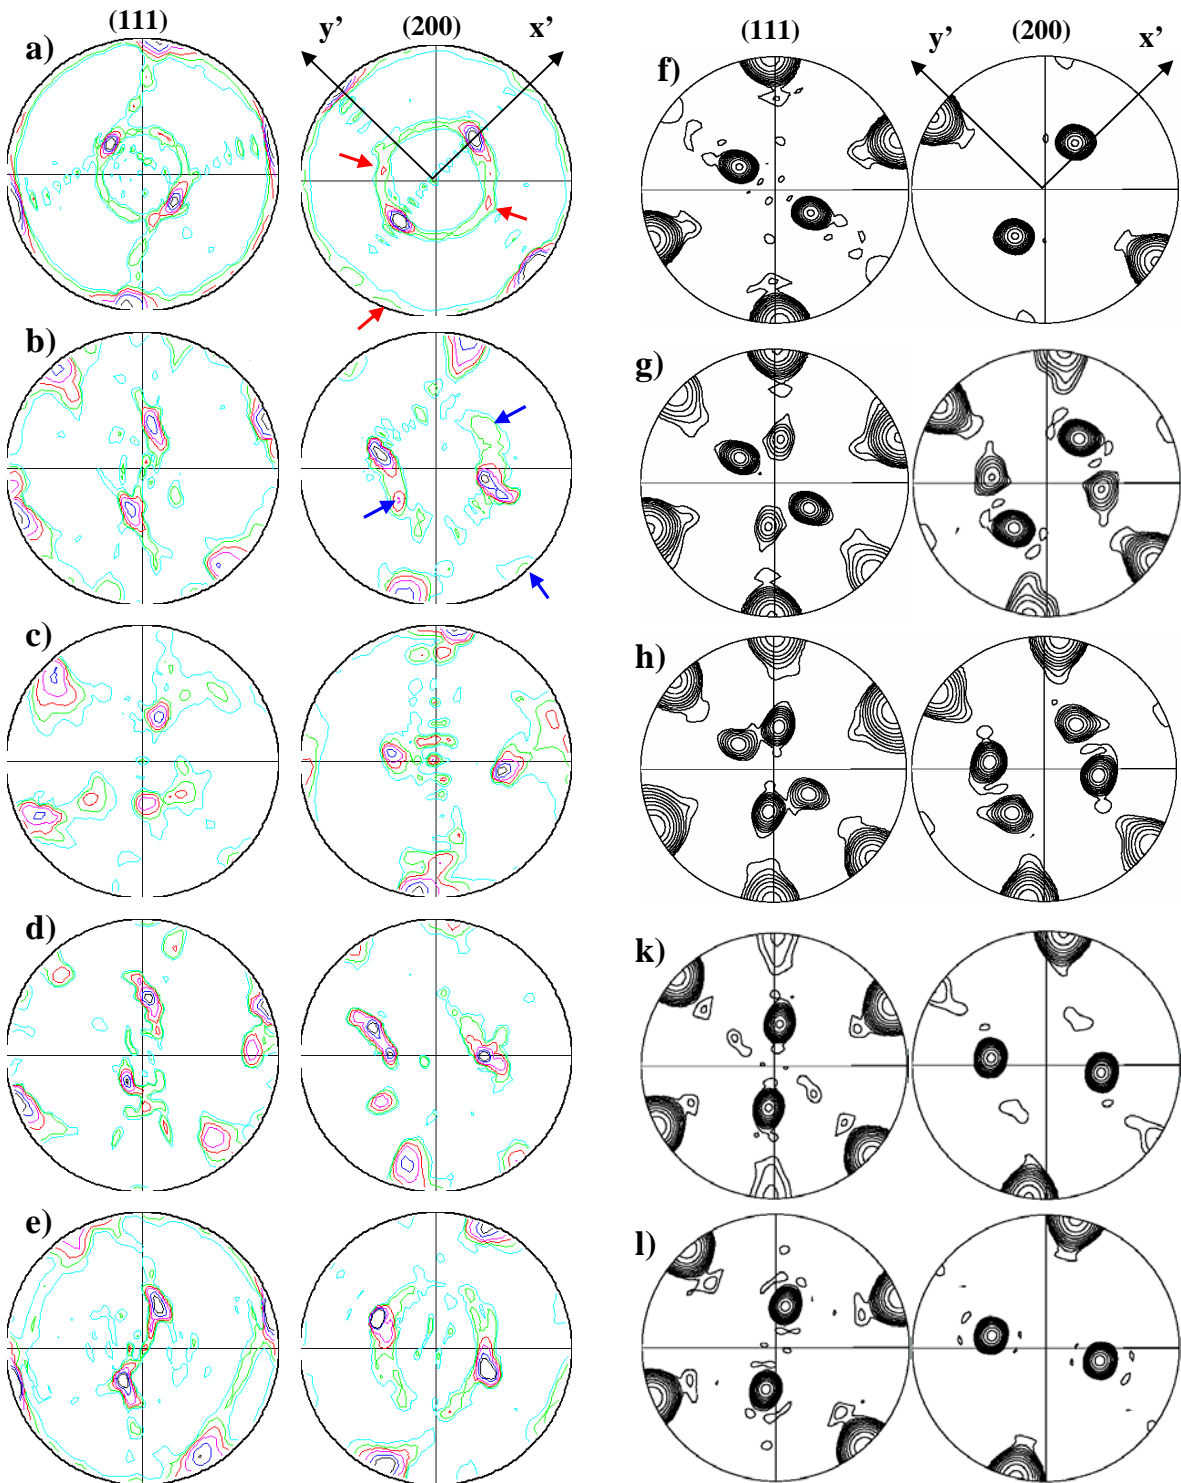 (111) (200) (111) (200)
y’ x’ y’ x’
a) f)
b) g)
c) h)
d) k)
e) l)